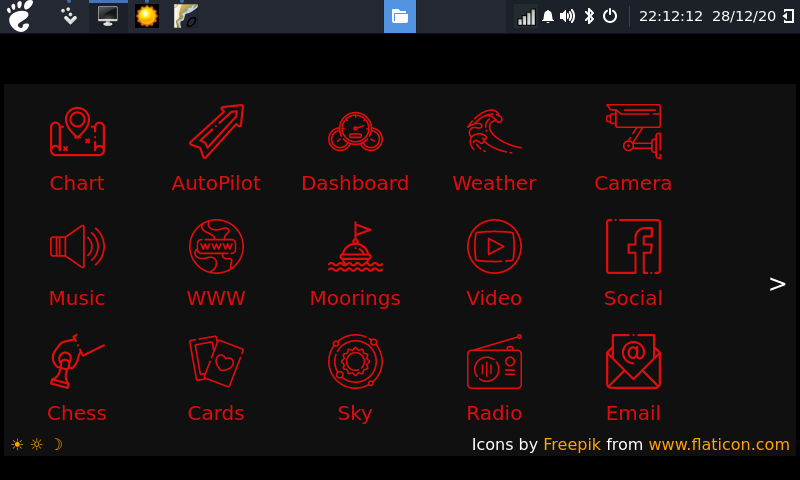 22:12:12 28/12/20
Chart AutoPilot Dashboard Weather Camera
WWW
Music WWW Moorings Video Social
>
@
Chess Cards Sky Radio Email
Icons by Freepik from www.flaticon.com